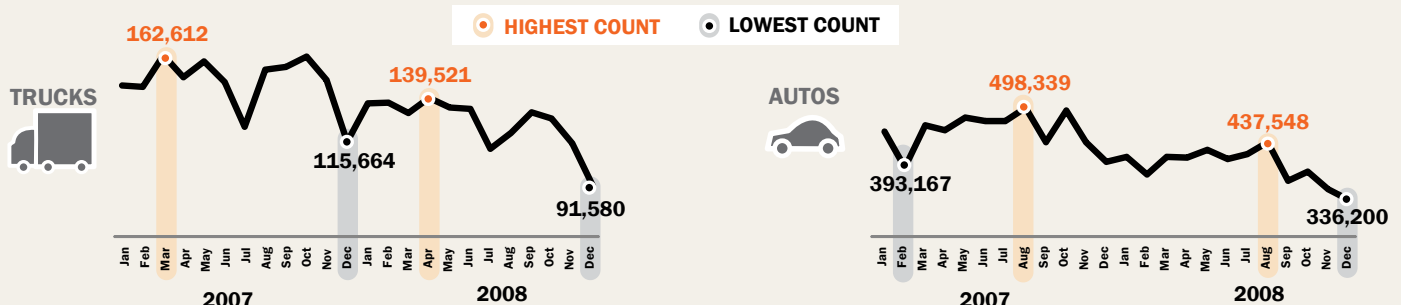 HIGHEST COUNT
LOWEST COUNT
TRUCKS
162,612
139,521
115,664
91,580
Jan Feb Mar Apr May Jun Jul Aug Sep Oct Nov Dec Jan Feb Mar Apr May Jun Jul Aug Sep Oct Nov Dec
2007 2008
AUTOS
498,339
437,548
393,167
336,200
Jan Feb Mar Apr May Jun Jul Aug Sep Oct Nov Dec Jan Feb Mar Apr May Jun Jul Aug Sep Oct Nov Dec
2007 2008